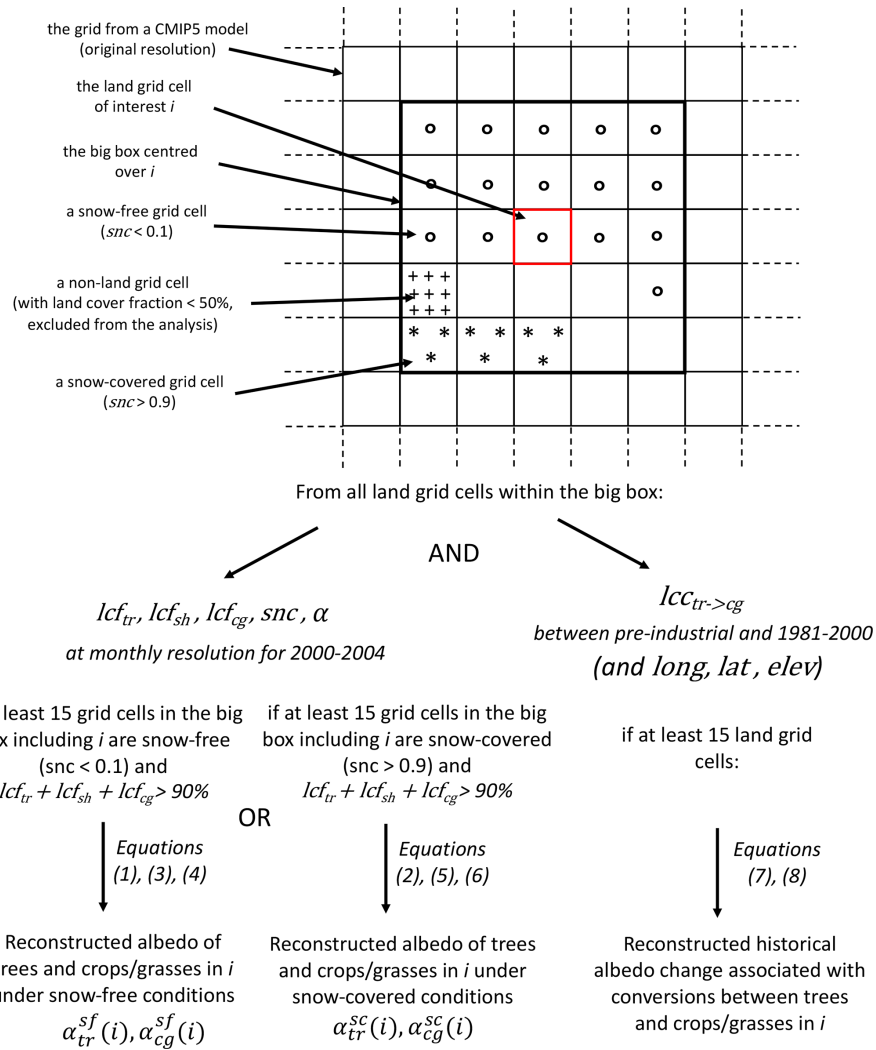 the grid from a CMIP5 model
(original resolution)
the land grid cell
of interest i
the big box centred
over i
a snow-free grid cell
(snc < 0.1)
a non-land grid cell
(with land cover fraction < 50%,
excluded from the analysis)
a snow-covered grid cell
(snc > 0.9)
From all land grid cells within the big box:
AND
lcf_tr, lcf_sh, lcf_cg, snc, α
at monthly resolution for 2000-2004
lcc_tr->cg
between pre-industrial and 1981-2000
(and long, lat, elev)
least 15 grid cells in the big
x including i are snow-free
(snc < 0.1) and
lcf_tr + lcf_sh + lcf_cg > 90%
OR
if at least 15 grid cells in the big
box including i are snow-covered
(snc > 0.9) and
lcf_tr + lcf_sh + lcf_cg > 90%
if at least 15 land grid
cells:
Equations
(1), (3), (4)
Equations
(2), (5), (6)
Equations
(7), (8)
Reconstructed albedo of
rees and crops/grasses in i
under snow-free conditions
α_tr^sf(i), α_cg^sf(i)
Reconstructed albedo of trees
and crops/grasses in i under
snow-covered conditions
α_tr^sc(i), α_cg^sc(i)
Reconstructed historical
albedo change associated with
conversions between trees
and crops/grasses in i